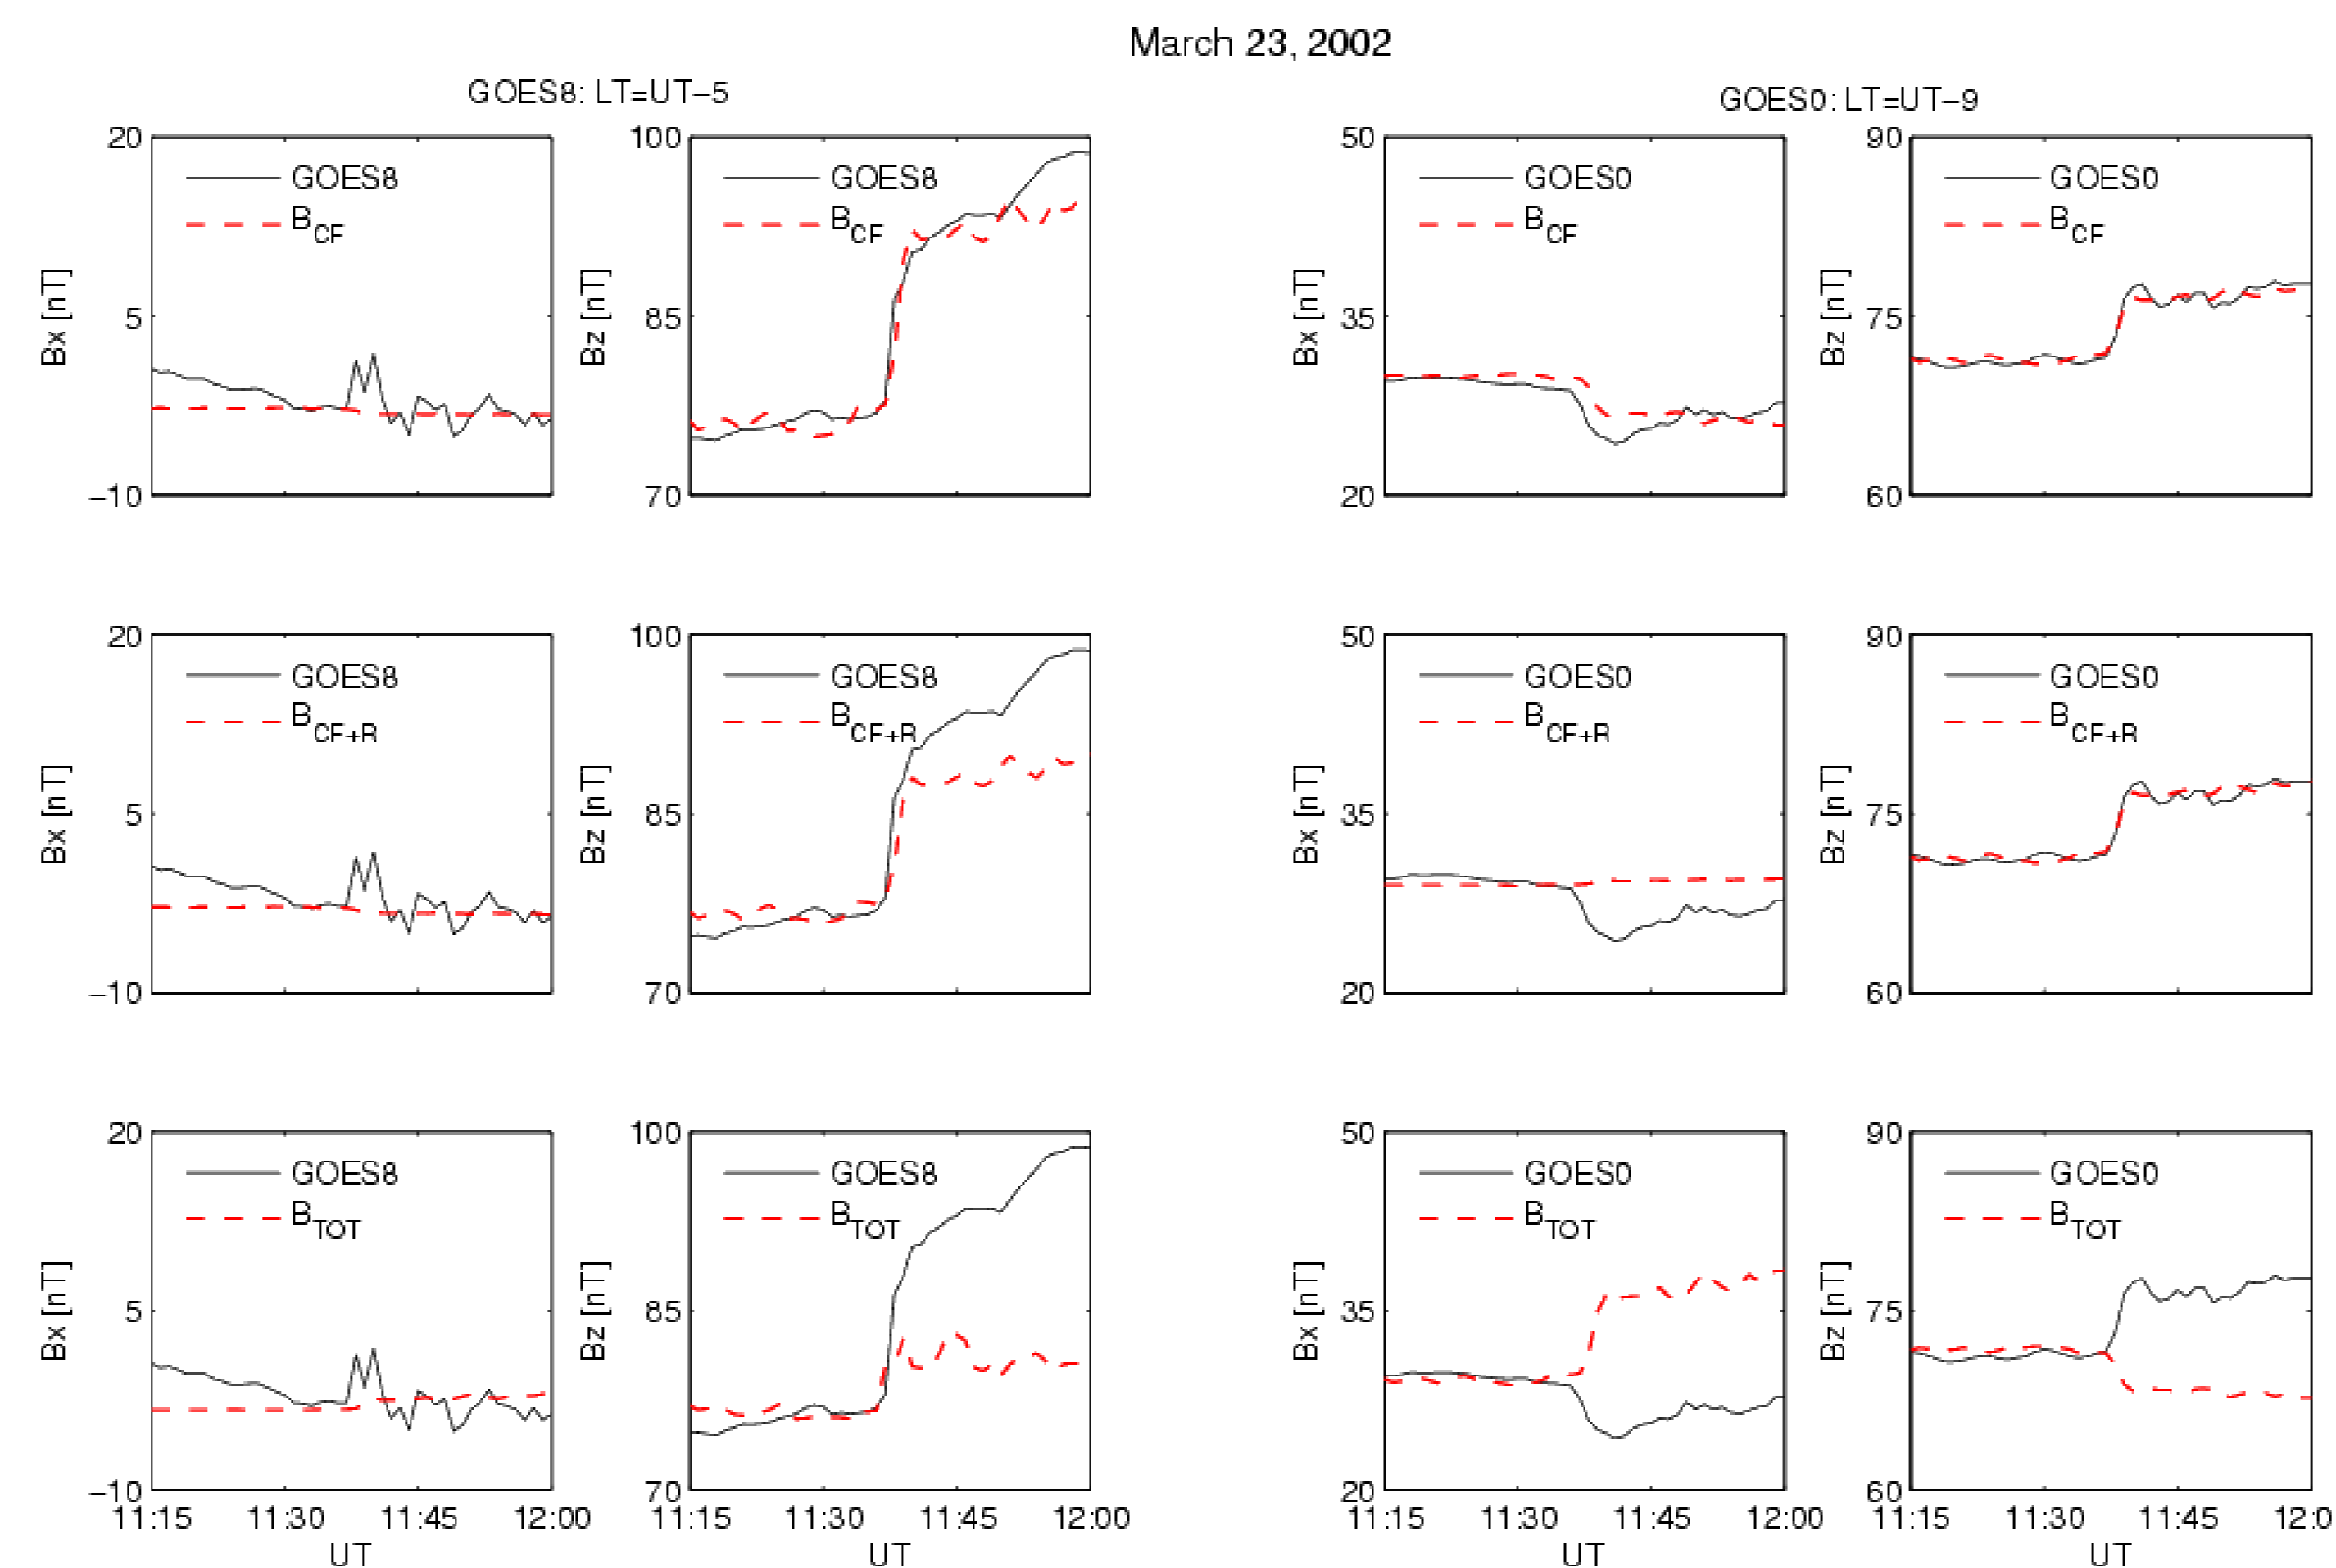 March 23, 2002
GOES8: LT=UT−5
GOES0: LT=UT−9
20
5
−10
Bx [nT]
GOES8
B_CF
100
85
70
Bz [nT]
GOES8
B_CF
50
35
20
Bx [nT]
GOES0
B_CF
90
75
60
Bz [nT]
GOES0
B_CF
20
5
−10
Bx [nT]
GOES8
B_CF+R
100
85
70
Bz [nT]
GOES8
B_CF+R
50
35
20
Bx [nT]
GOES0
B_CF+R
90
75
60
Bz [nT]
GOES0
B_CF+R
20
5
−10
Bx [nT]
GOES8
B_TOT
11:15 11:30 11:45 12:00
UT
100
85
70
Bz [nT]
GOES8
B_TOT
11:15 11:30 11:45 12:00
UT
50
35
20
Bx [nT]
GOES0
B_TOT
11:15 11:30 11:45 12:00
UT
90
75
60
Bz [nT]
GOES0
B_TOT
11:15 11:30 11:45 12:0
UT